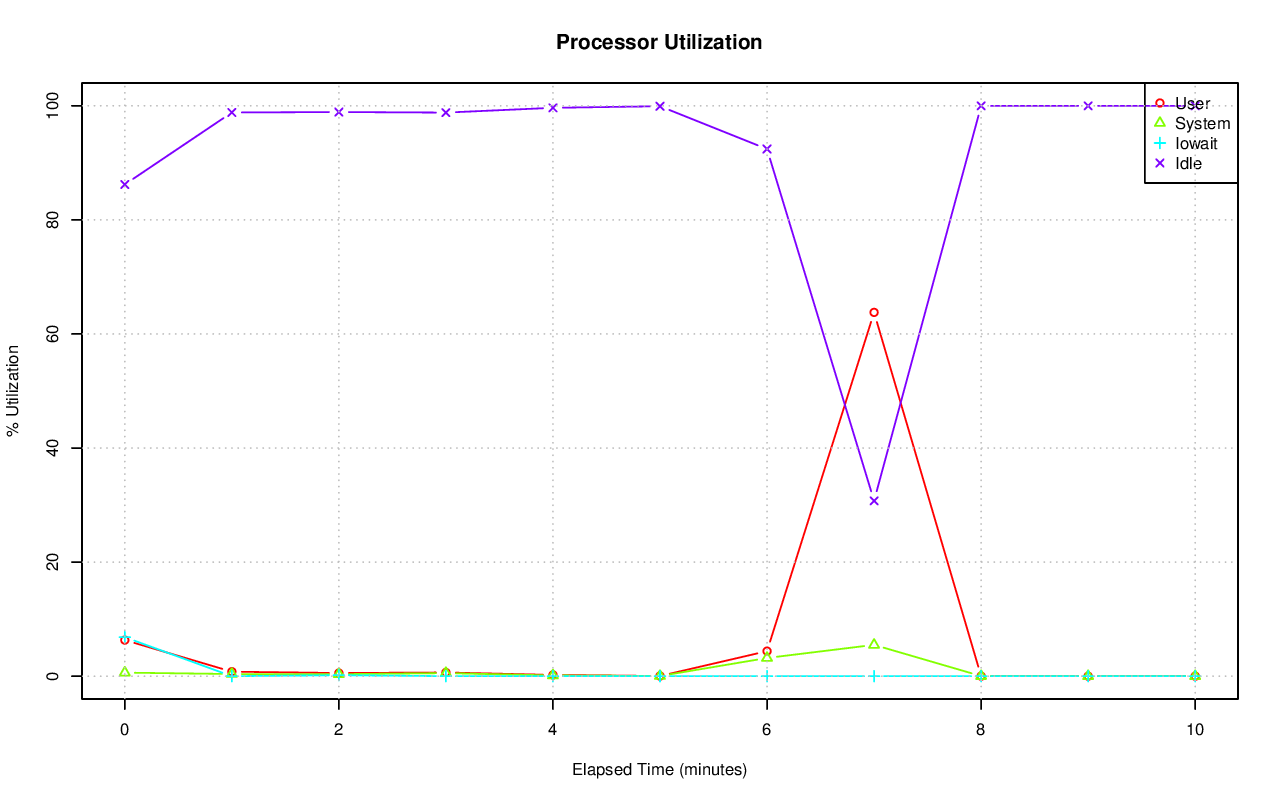 Processor Utilization
% Utilization
100
80
60
40
20
0
User
System
Iowait
Idle
0 2 4 6 8 10
Elapsed Time (minutes)